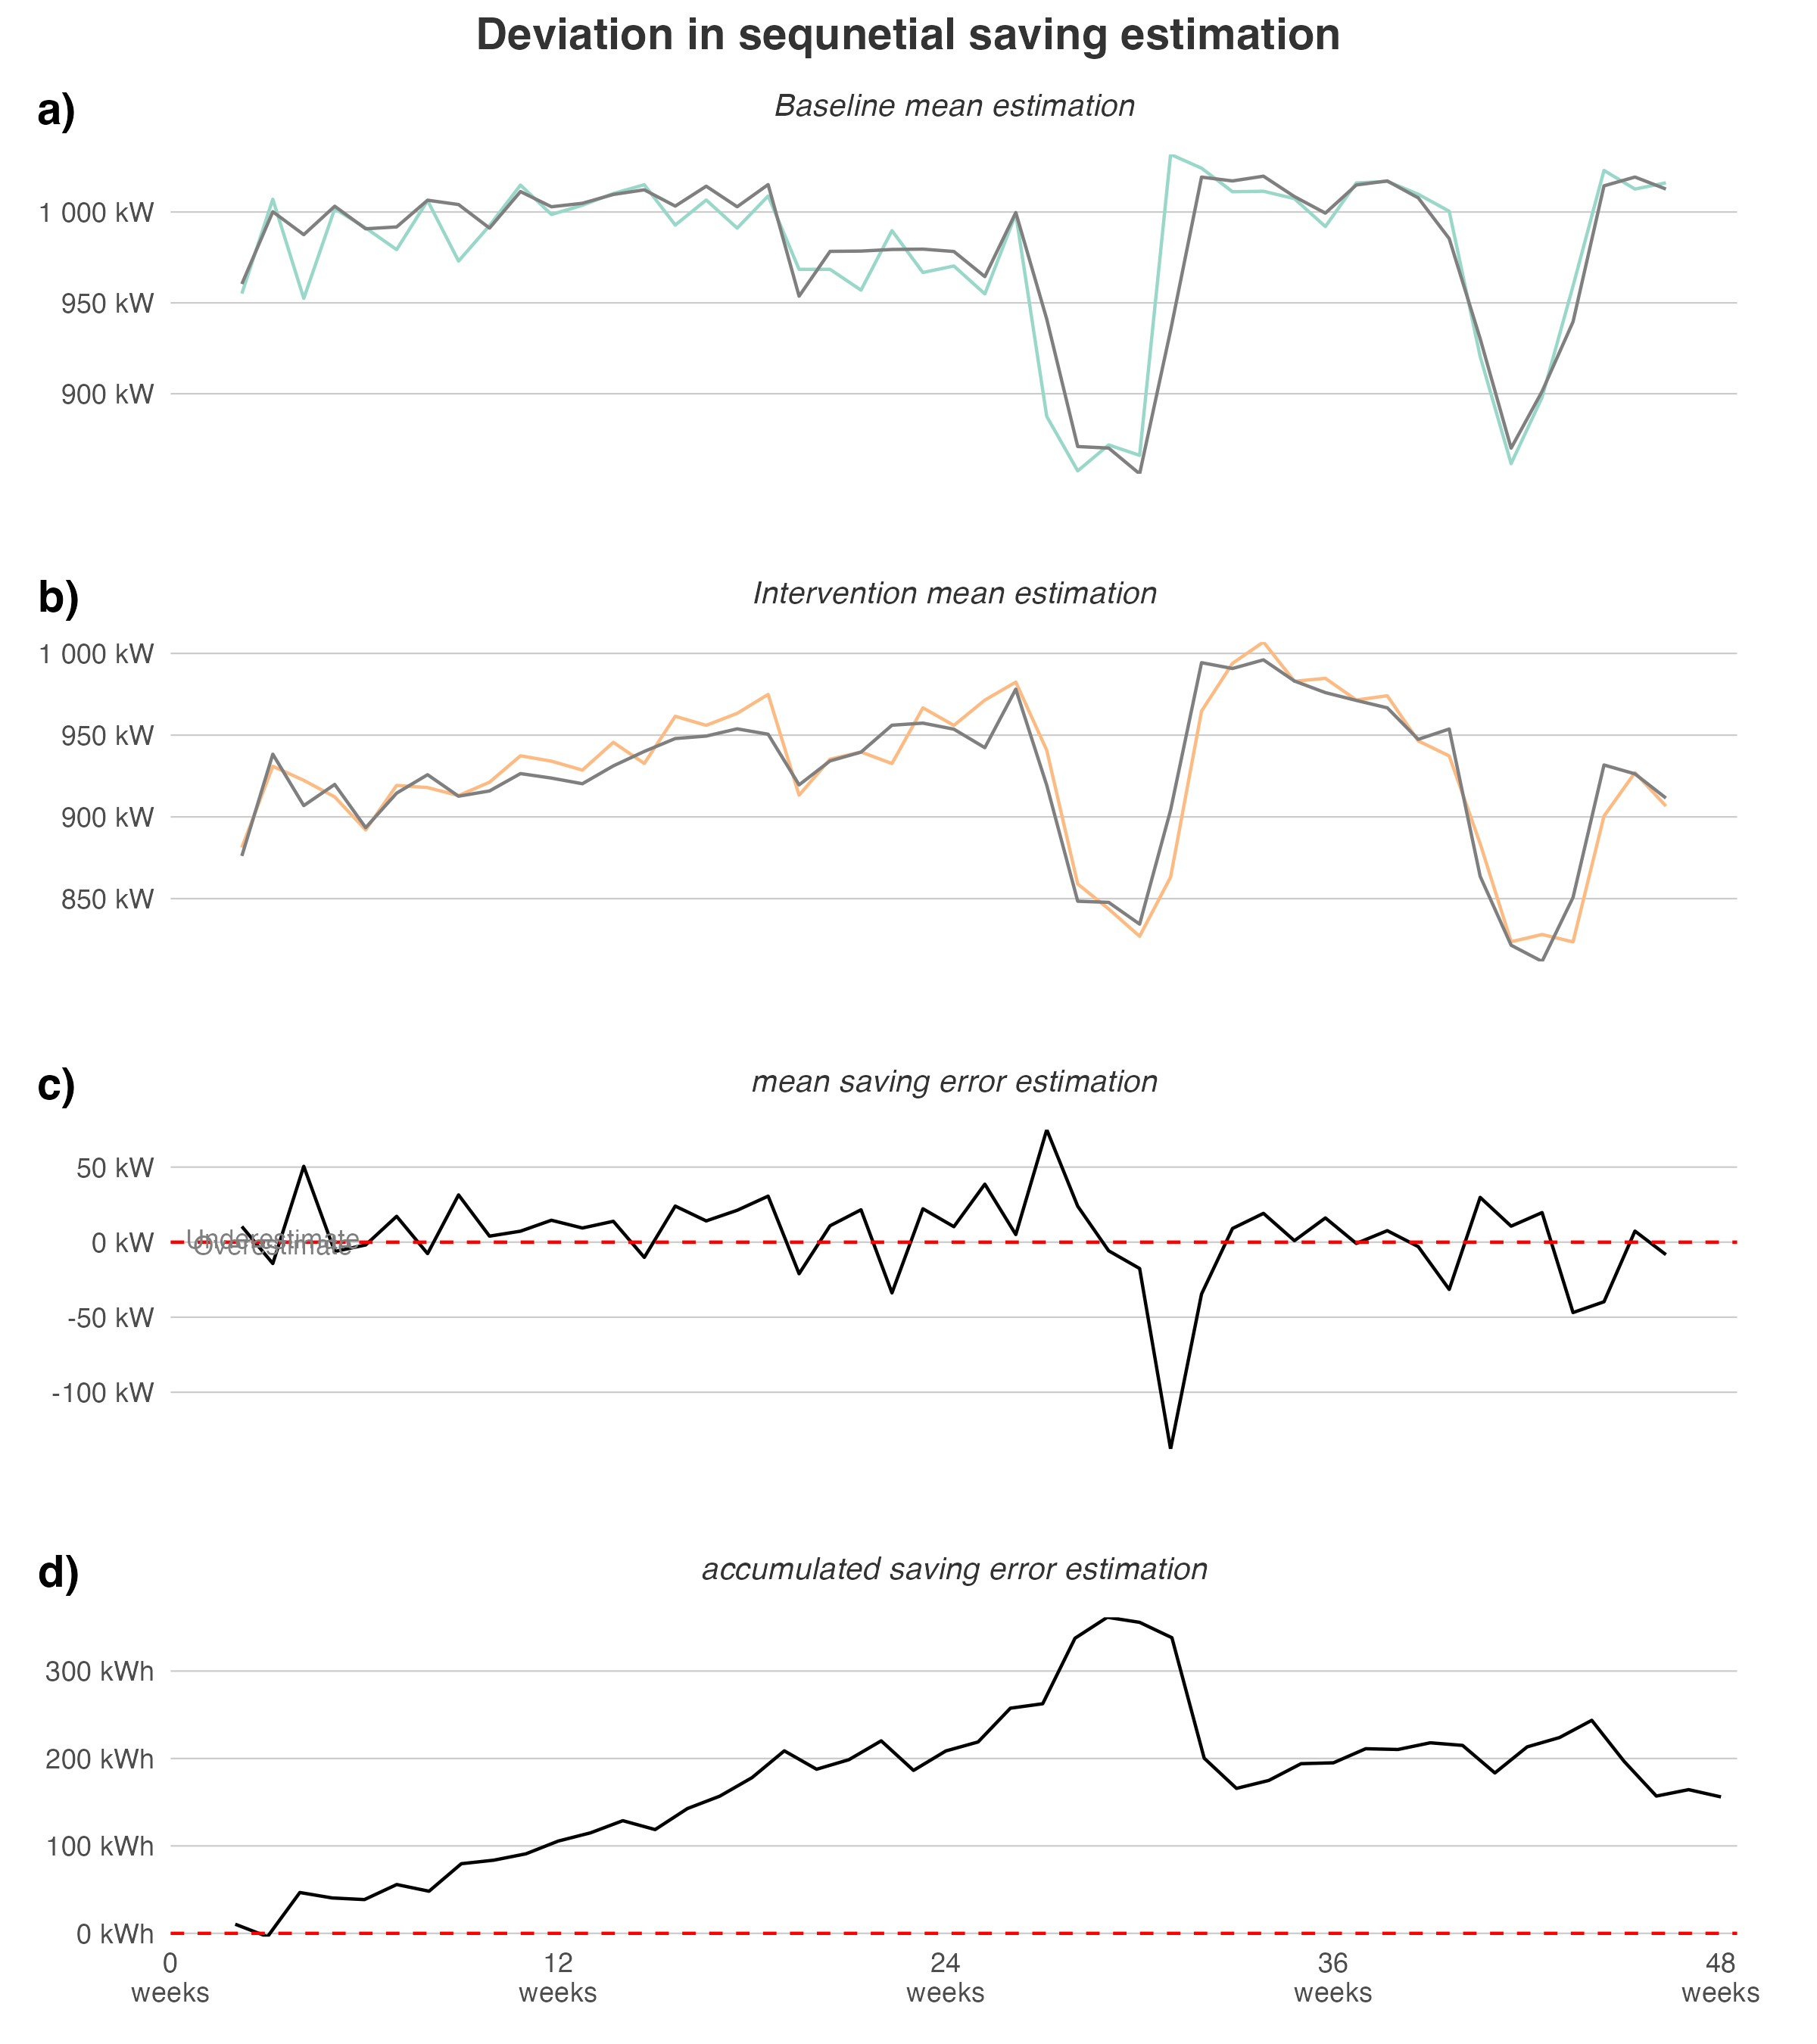 Deviation in sequnetial saving estimation
a)
Baseline mean estimation
1 000 kW
950 kW
900 kW
b)
Intervention mean estimation
1 000 kW
950 kW
900 kW
850 kW
c)
mean saving error estimation
50 kW
0 kW
-50 kW
-100 kW
Underestimate
Overestimate
d)
accumulated saving error estimation
300 kWh
200 kWh
100 kWh
0 kWh
0 12 24 36 48
weeks weeks weeks weeks weeks